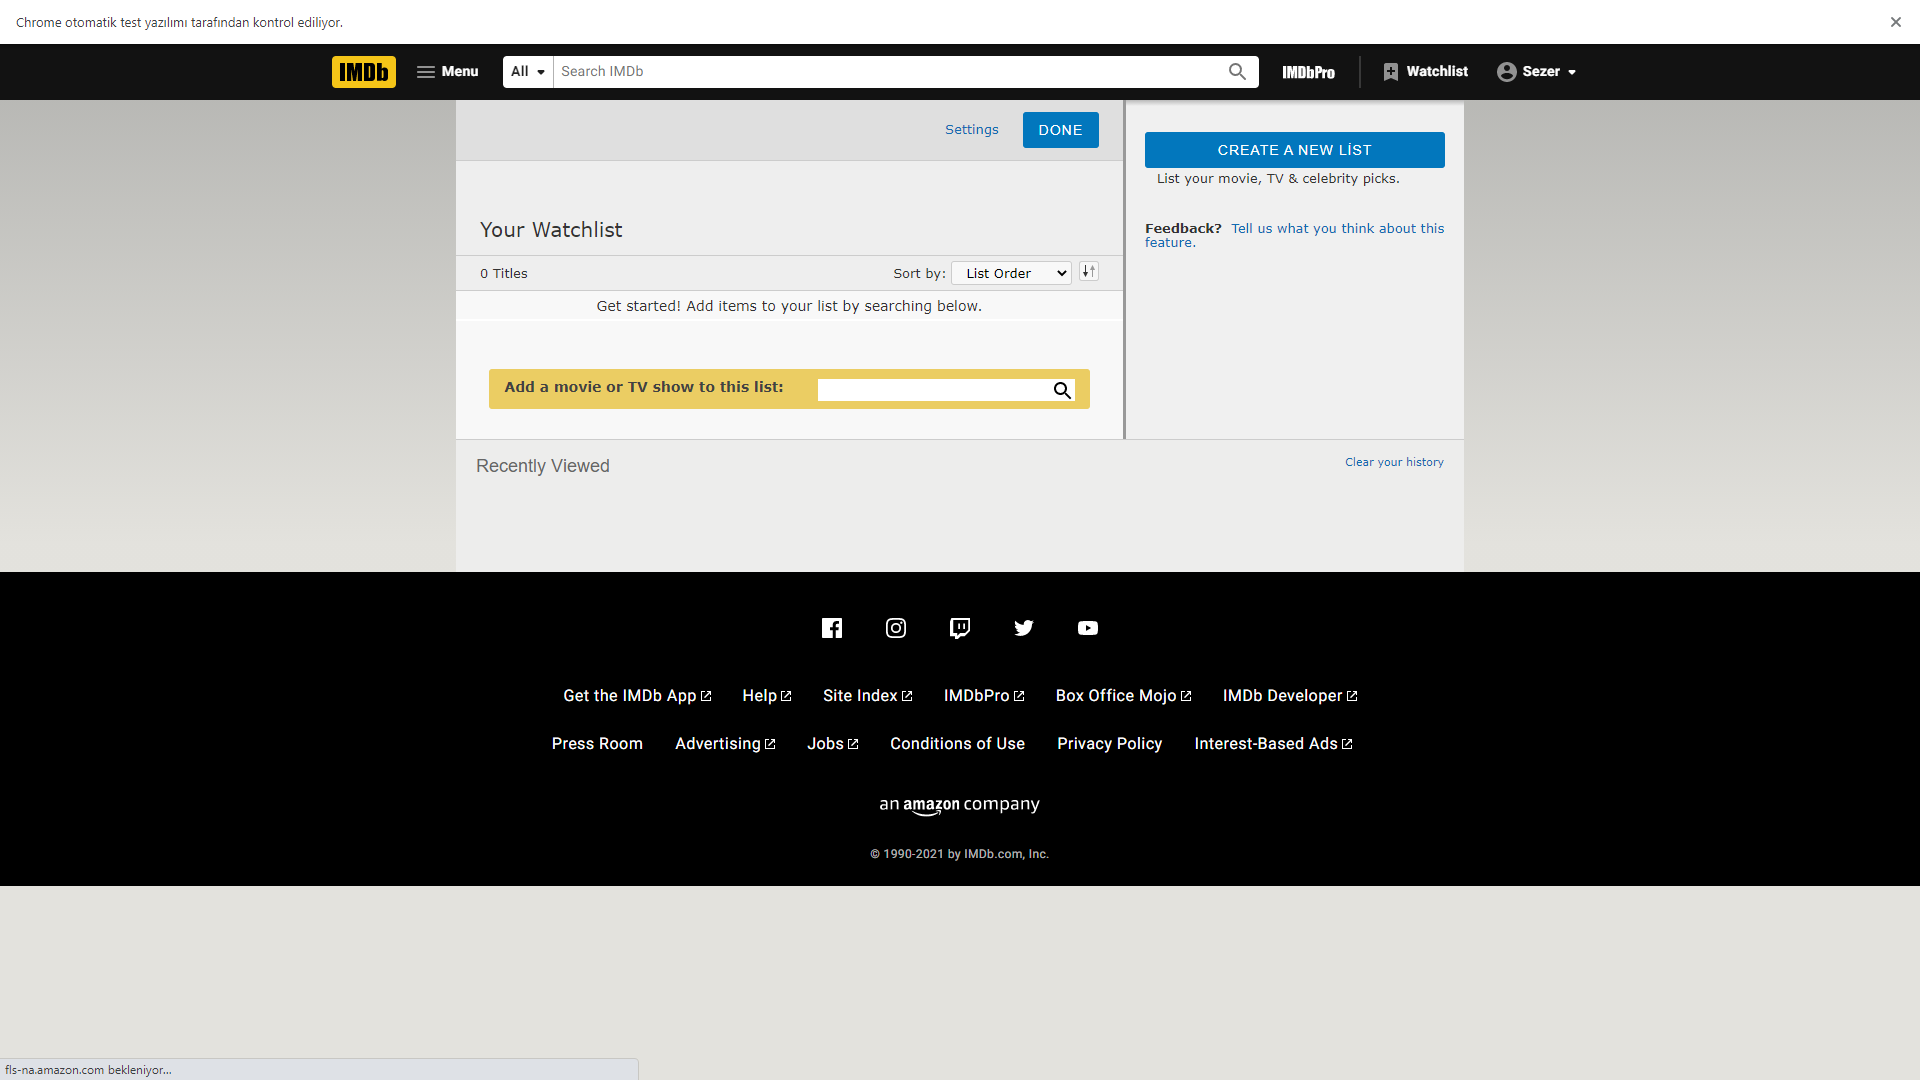 Chrome otomatik test yazılımı tarafından kontrol ediliyor.
IMDb Menu All Search IMDb IMDbPro Watchlist Sezer
Settings DONE
CREATE A NEW LİST
List your movie, TV & celebrity picks.
Your Watchlist
Feedback? Tell us what you think about this
feature.
0 Titles Sort by: List Order
Get started! Add items to your list by searching below.
Add a movie or TV show to this list:
Recently Viewed Clear your history
Get the IMDb App Help Site Index IMDbPro Box Office Mojo IMDb Developer
Press Room Advertising Jobs Conditions of Use Privacy Policy Interest-Based Ads
an amazon company
© 1990-2021 by IMDb.com, Inc.
fls-na.amazon.com bekleniyor...